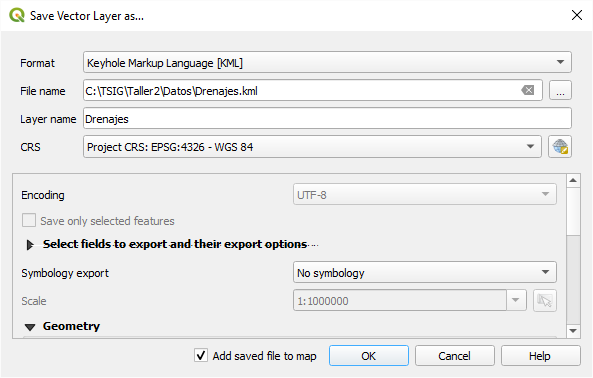 Save Vector Layer as...
Format Keyhole Markup Language [KML]
File name C:\TSIG\Taller2\Datos\Drenajes.kml ...
Layer name Drenajes
CRS Project CRS: EPSG:4326 - WGS 84
Encoding UTF-8
Save only selected features
Select fields to export and their export options
Symbology export No symbology
Scale 1:1000000
Geometry
Add saved file to map OK Cancel Help